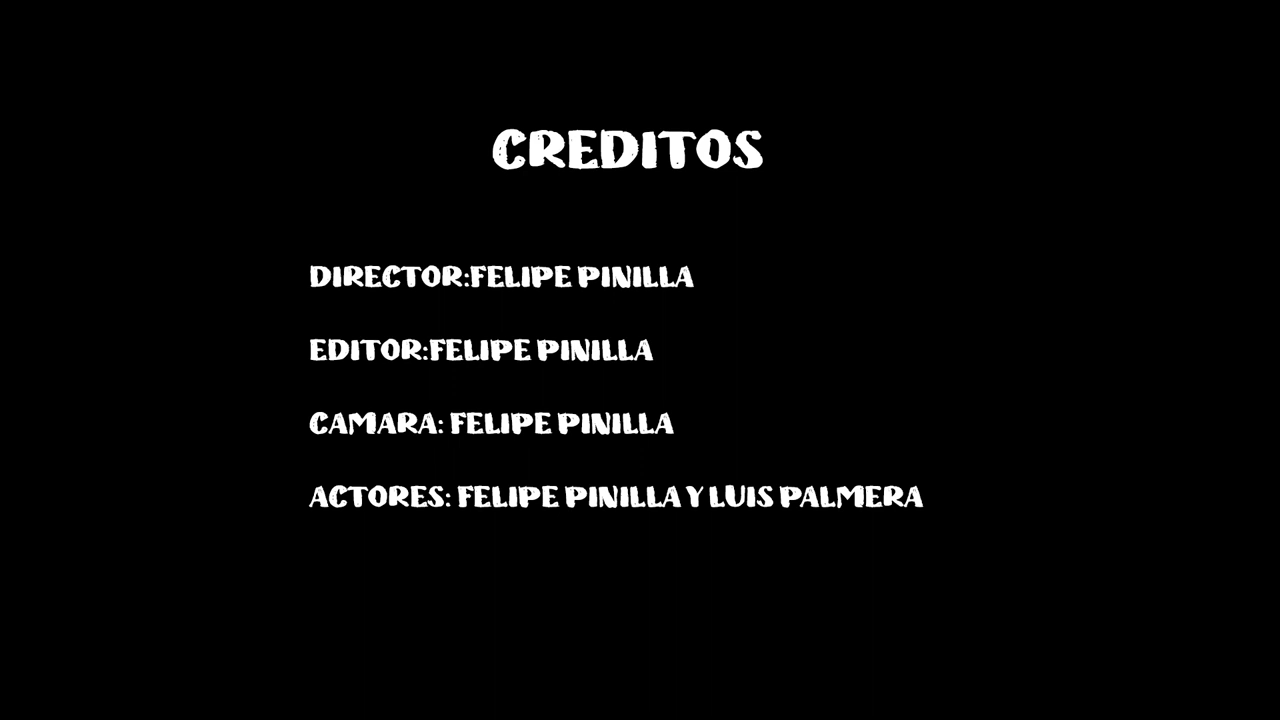 CREDITOS
DIRECTOR:FELIPE PINILLA
EDITOR:FELIPE PINILLA
CAMARA: FELIPE PINILLA
ACTORES: FELIPE PINILLA Y LUIS PALMERA